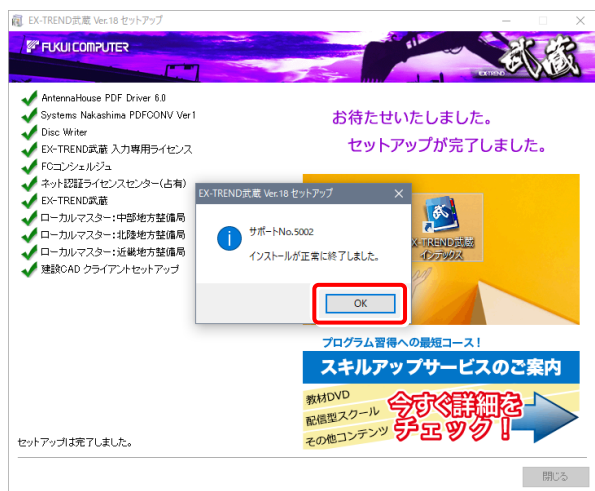 EX-TREND武蔵 Ver.18 セットアップ
FUKUI COMPUTER
EX-TREND
武蔵
AntennaHouse PDF Driver 6.0
Systems Nakashima PDFCONV Ver1
Disc Writer
EX-TREND武蔵 入力専用ライセンス
FCコンシェルジュ
ネット認証ライセンスセンター(占有)
EX-TREND武蔵
ローカルマスター:中部地方整備局
ローカルマスター:北陸地方整備局
ローカルマスター:近畿地方整備局
建設CAD クライアントセットアップ
お待たせいたしました。
セットアップが完了しました。
EX-TREND武蔵 Ver.18 セットアップ
サポートNo.5002
インストールが正常に終了しました。
OK
X-TREND武蔵
インデックス
プログラム習得への最短コース!
スキルアップサービスのご案内
教材DVD
配信型スクール
その他コンテンツ
今すぐ詳細を
チェック!
セットアップは完了しました。
閉じる